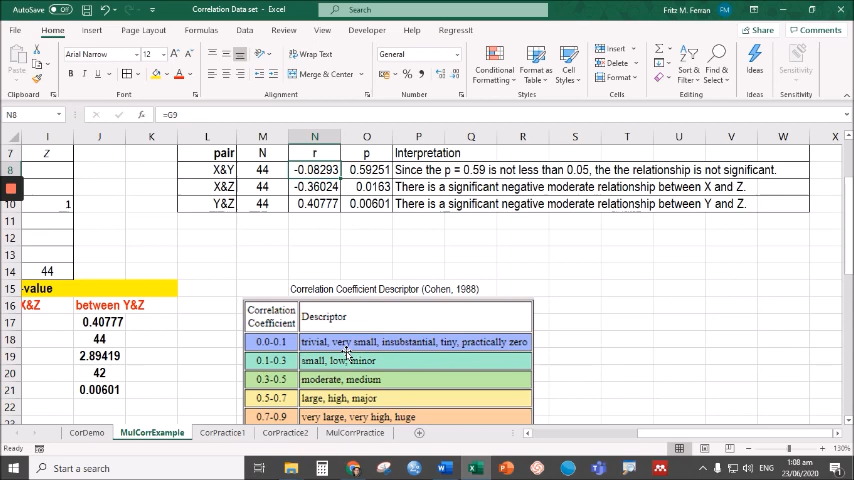 AutoSave Off Correlation Data set - Excel Search Fritz M. Ferran FM
File Home Insert Page Layout Formulas Data Review View Developer Help RegressIt Share Comments
Paste Arial Narrow 12 Wrap Text General Conditional Formatting Format as Table Cell Styles Insert Sort & Filter Find & Select Ideas Sensitivity
B I U Merge & Center Delete
Format
Clipboard Font Alignment Number Styles Cells Editing Ideas Sensitivity
N8 fx =G9
I J K L M N O P Q R S T U V W X
7 Z pair N r p Interpretation
8 X&Y 44 -0.08293 0.59251 Since the p = 0.59 is not less than 0.05, the the relationship is not significant.
X&Z 44 -0.36024 0.0163 There is a significant negative moderate relationship between X and Z.
10 1 Y&Z 44 0.40777 0.00601 There is a significant negative moderate relationship between Y and Z.
11
12
13
14 44
15 -value Correlation Coefficient Descriptor (Cohen, 1988)
16 X&Z between Y&Z Correlation Coefficient Descriptor
17 0.40777
18 44 0.0-0.1 trivial, very small, insubstantial, tiny, practically zero
19 2.89419 0.1-0.3 small, low, minor
20 42 0.3-0.5 moderate, medium
21 0.00601 0.5-0.7 large, high, major
22 0.7-0.9 very large, very high, huge
CorDemo MulCorrExample CorPractice1 CorPractice2 MulCorrPractice
Ready 130%
Type here to search ENG 1:08 am
23/06/2020